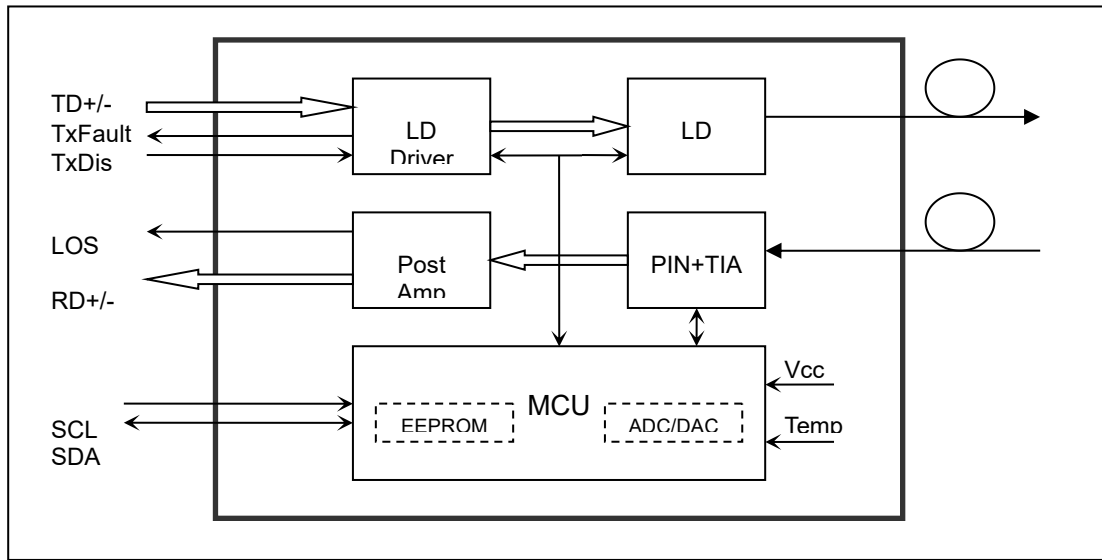 TD+/-
TxFault
TxDis
LD
Driver
LD
LOS
RD+/-
Post
Amp
PIN+TIA
SCL
SDA
MCU
EEPROM
ADC/DAC
Vcc
Temp